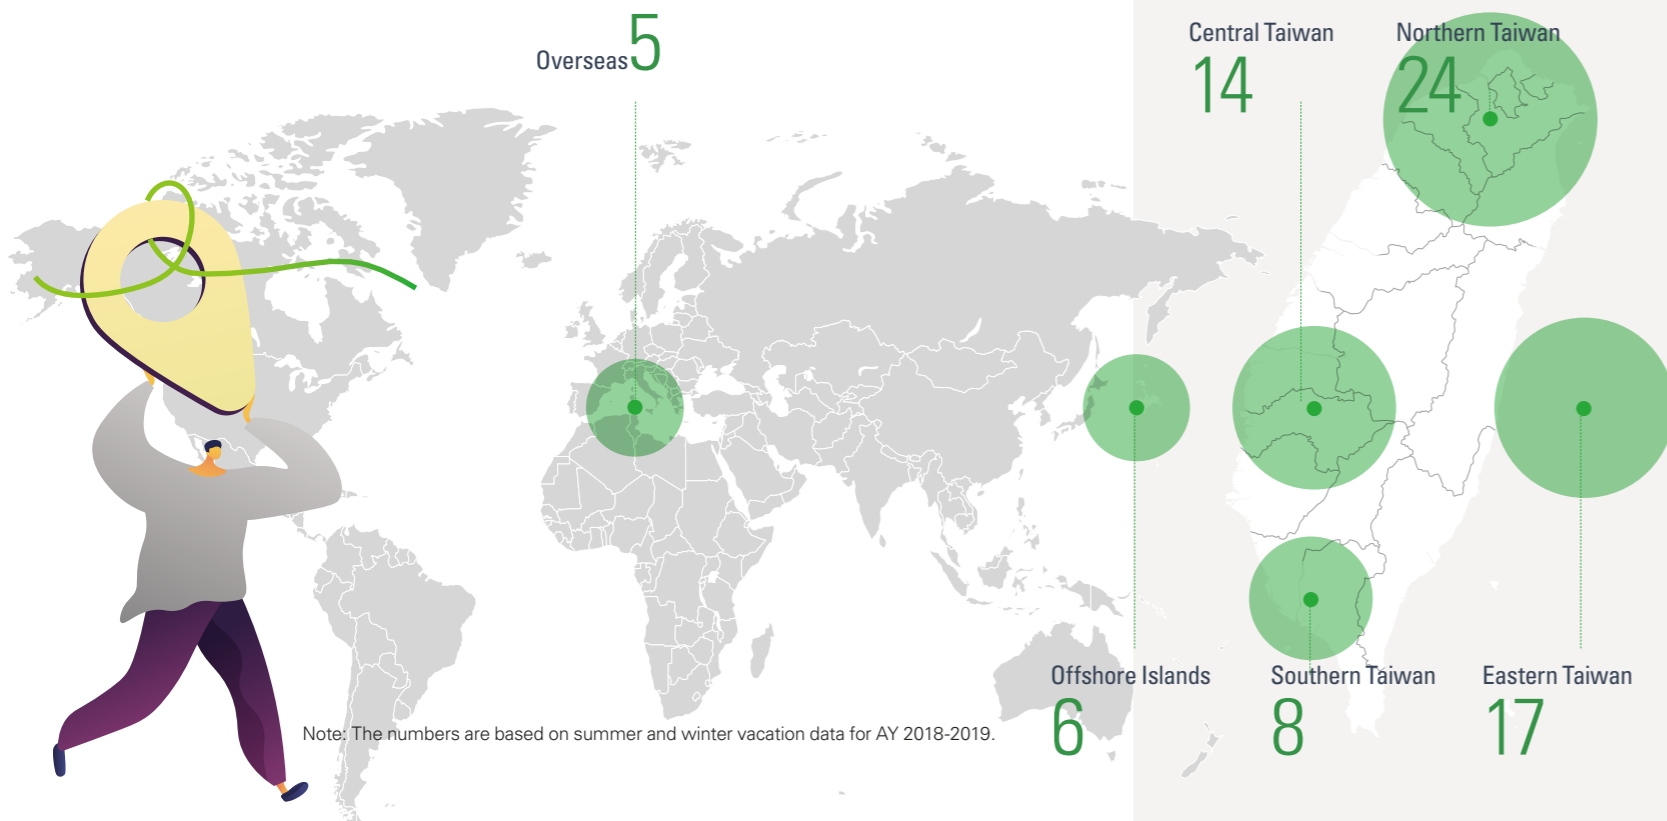 Overseas 5
Central Taiwan
14
Northern Taiwan
24
Offshore Islands
6
Southern Taiwan
8
Eastern Taiwan
17
Note: The numbers are based on summer and winter vacation data for AY 2018-2019.